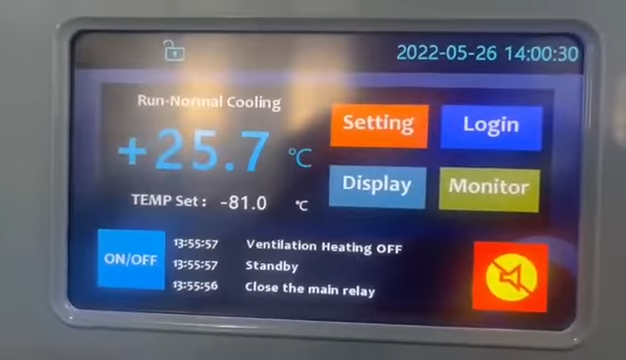 2022-05-26 14:00:30
Run-Normal Cooling
+25.7 °C
TEMP Set : -81.0 °C
Setting
Login
Display
Monitor
ON/OFF
13:55:57 Ventilation Heating OFF
13:55:57 Standby
13:55:56 Close the main relay